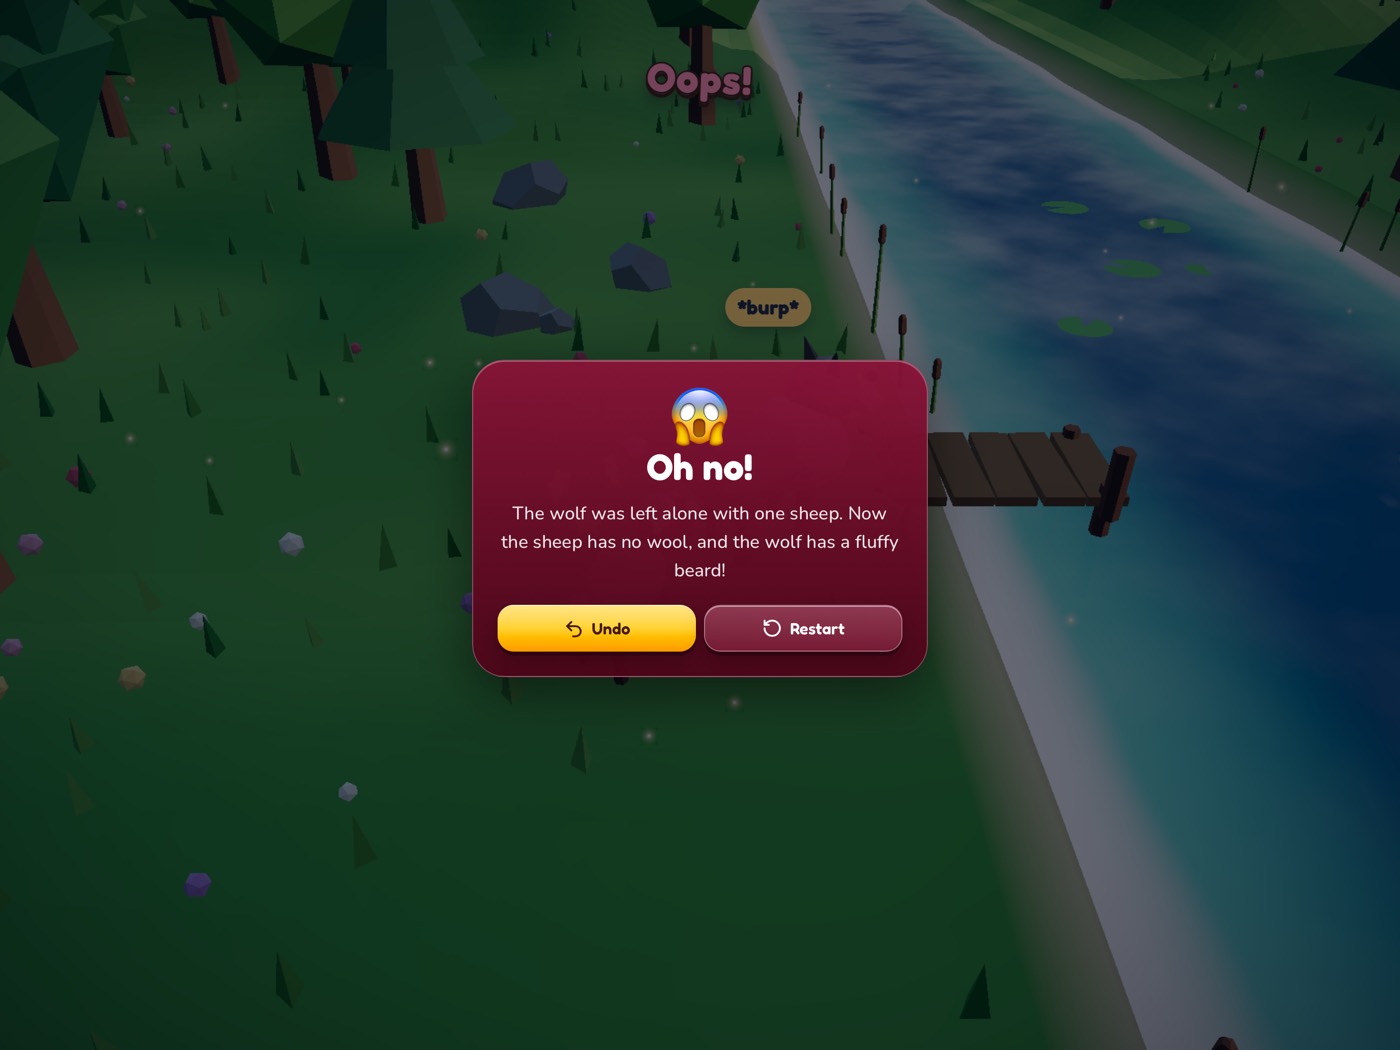 Oops!
*burp*
Oh no!
The wolf was left alone with one sheep. Now
the sheep has no wool, and the wolf has a fluffy
beard!
Undo
Restart